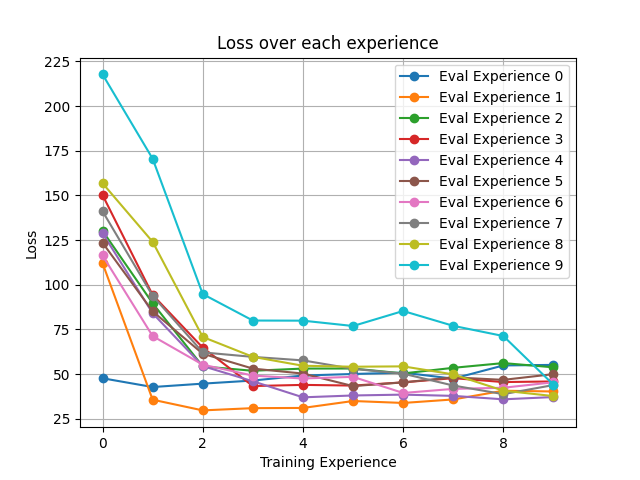 Loss over each experience
Loss
225
200
175
150
125
100
75
50
25
0
2
4
6
8
Training Experience
Eval Experience 0
Eval Experience 1
Eval Experience 2
Eval Experience 3
Eval Experience 4
Eval Experience 5
Eval Experience 6
Eval Experience 7
Eval Experience 8
Eval Experience 9